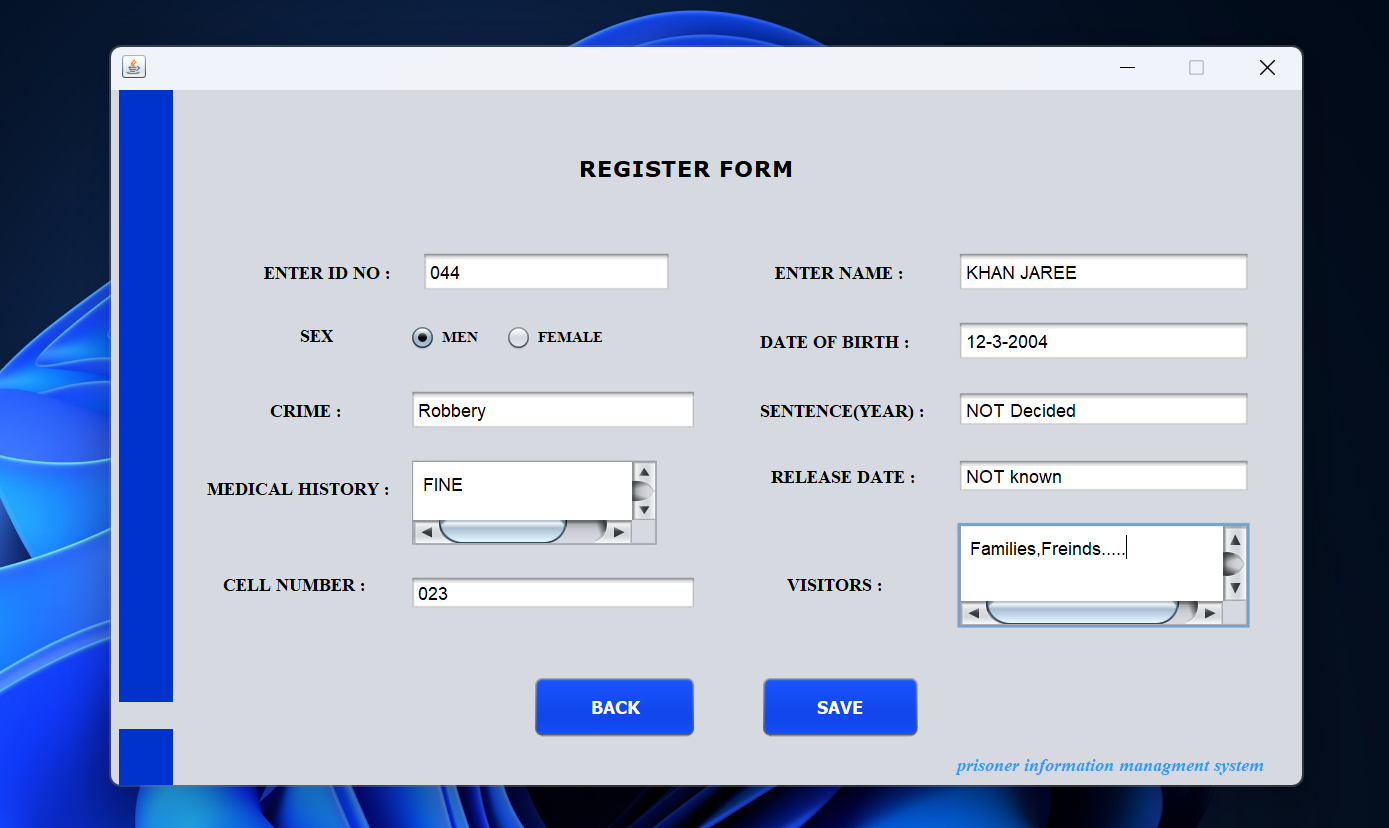 REGISTER FORM
ENTER ID NO : 044
ENTER NAME : KHAN JAREE
SEX MEN FEMALE
DATE OF BIRTH : 12-3-2004
CRIME : Robbery
SENTENCE(YEAR) : NOT Decided
MEDICAL HISTORY : FINE
RELEASE DATE : NOT known
CELL NUMBER : 023
VISITORS : Families,Freinds.....
BACK SAVE
prisoner information managment system